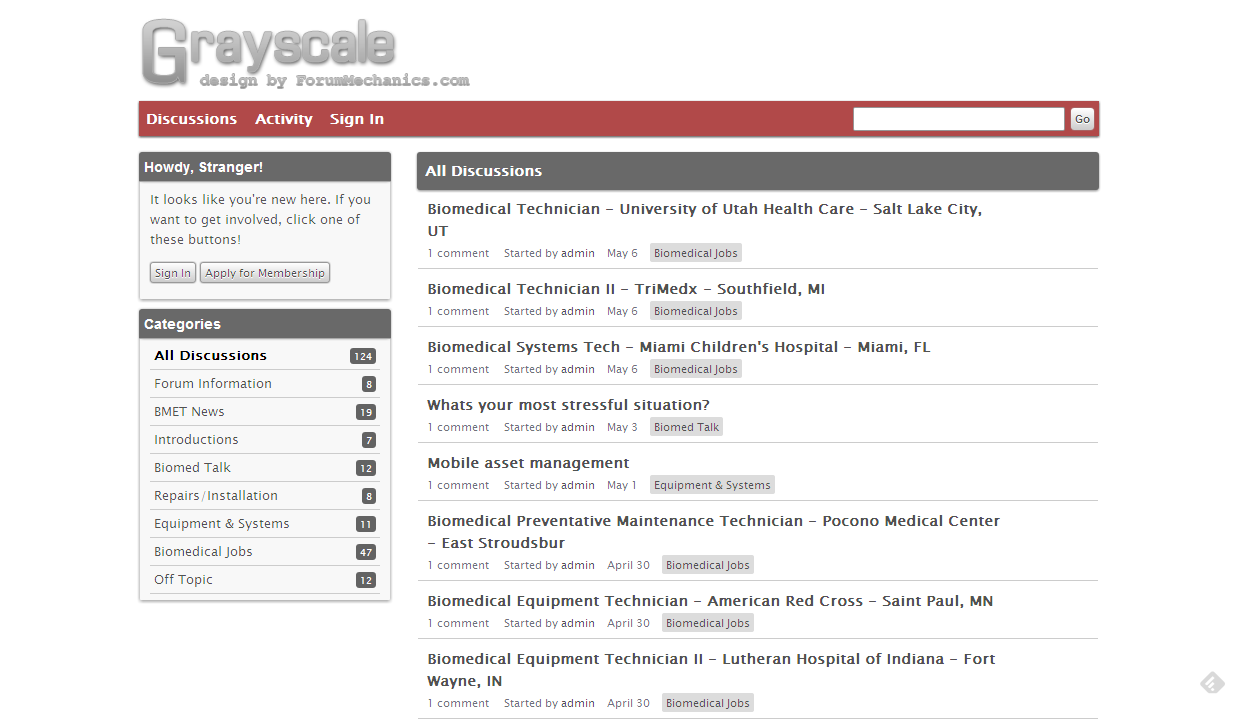 Grayscale
design by ForumMechanics.com
Discussions Activity Sign In Go
Howdy, Stranger!
It looks like you're new here. If you
want to get involved, click one of
these buttons!
Sign In Apply for Membership
Categories
All Discussions 124
Forum Information 8
BMET News 19
Introductions 7
Biomed Talk 12
Repairs/Installation 8
Equipment & Systems 11
Biomedical Jobs 47
Off Topic 12
All Discussions
Biomedical Technician - University of Utah Health Care - Salt Lake City,
UT
1 comment Started by admin May 6 Biomedical Jobs
Biomedical Technician II - TriMedx - Southfield, MI
1 comment Started by admin May 6 Biomedical Jobs
Biomedical Systems Tech - Miami Children's Hospital - Miami, FL
1 comment Started by admin May 6 Biomedical Jobs
Whats your most stressful situation?
1 comment Started by admin May 3 Biomed Talk
Mobile asset management
1 comment Started by admin May 1 Equipment & Systems
Biomedical Preventative Maintenance Technician - Pocono Medical Center
- East Stroudsbur
1 comment Started by admin April 30 Biomedical Jobs
Biomedical Equipment Technician - American Red Cross - Saint Paul, MN
1 comment Started by admin April 30 Biomedical Jobs
Biomedical Equipment Technician II - Lutheran Hospital of Indiana - Fort
Wayne, IN
1 comment Started by admin April 30 Biomedical Jobs